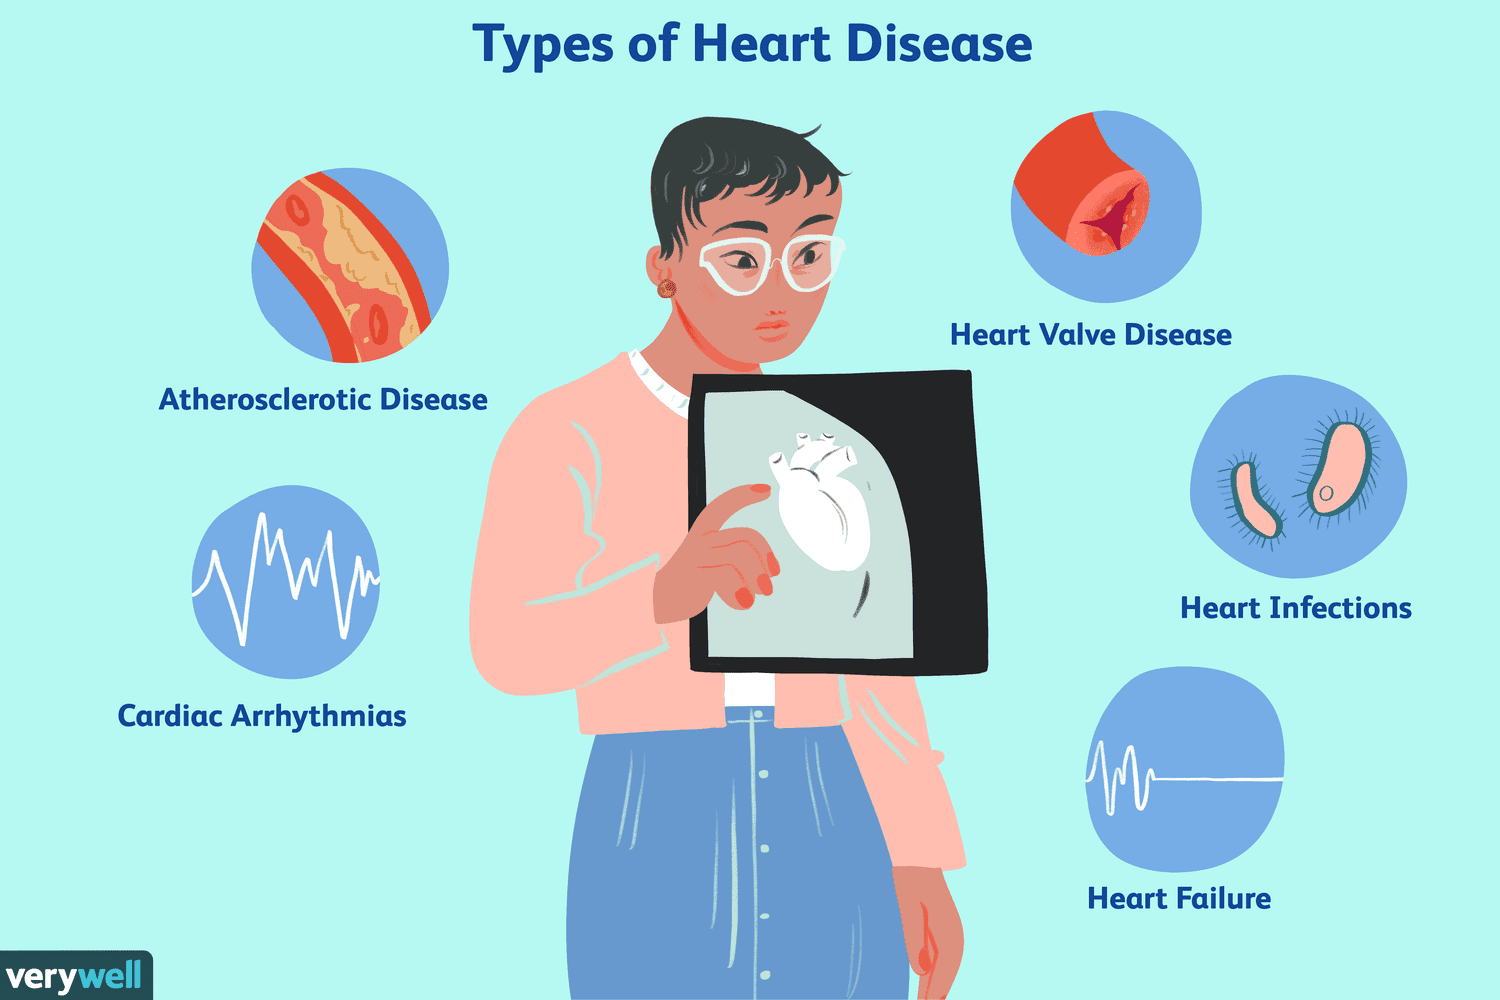 Types of Heart Disease
Atherosclerotic Disease
Cardiac Arrhythmias
Heart Valve Disease
Heart Infections
Heart Failure
verywell